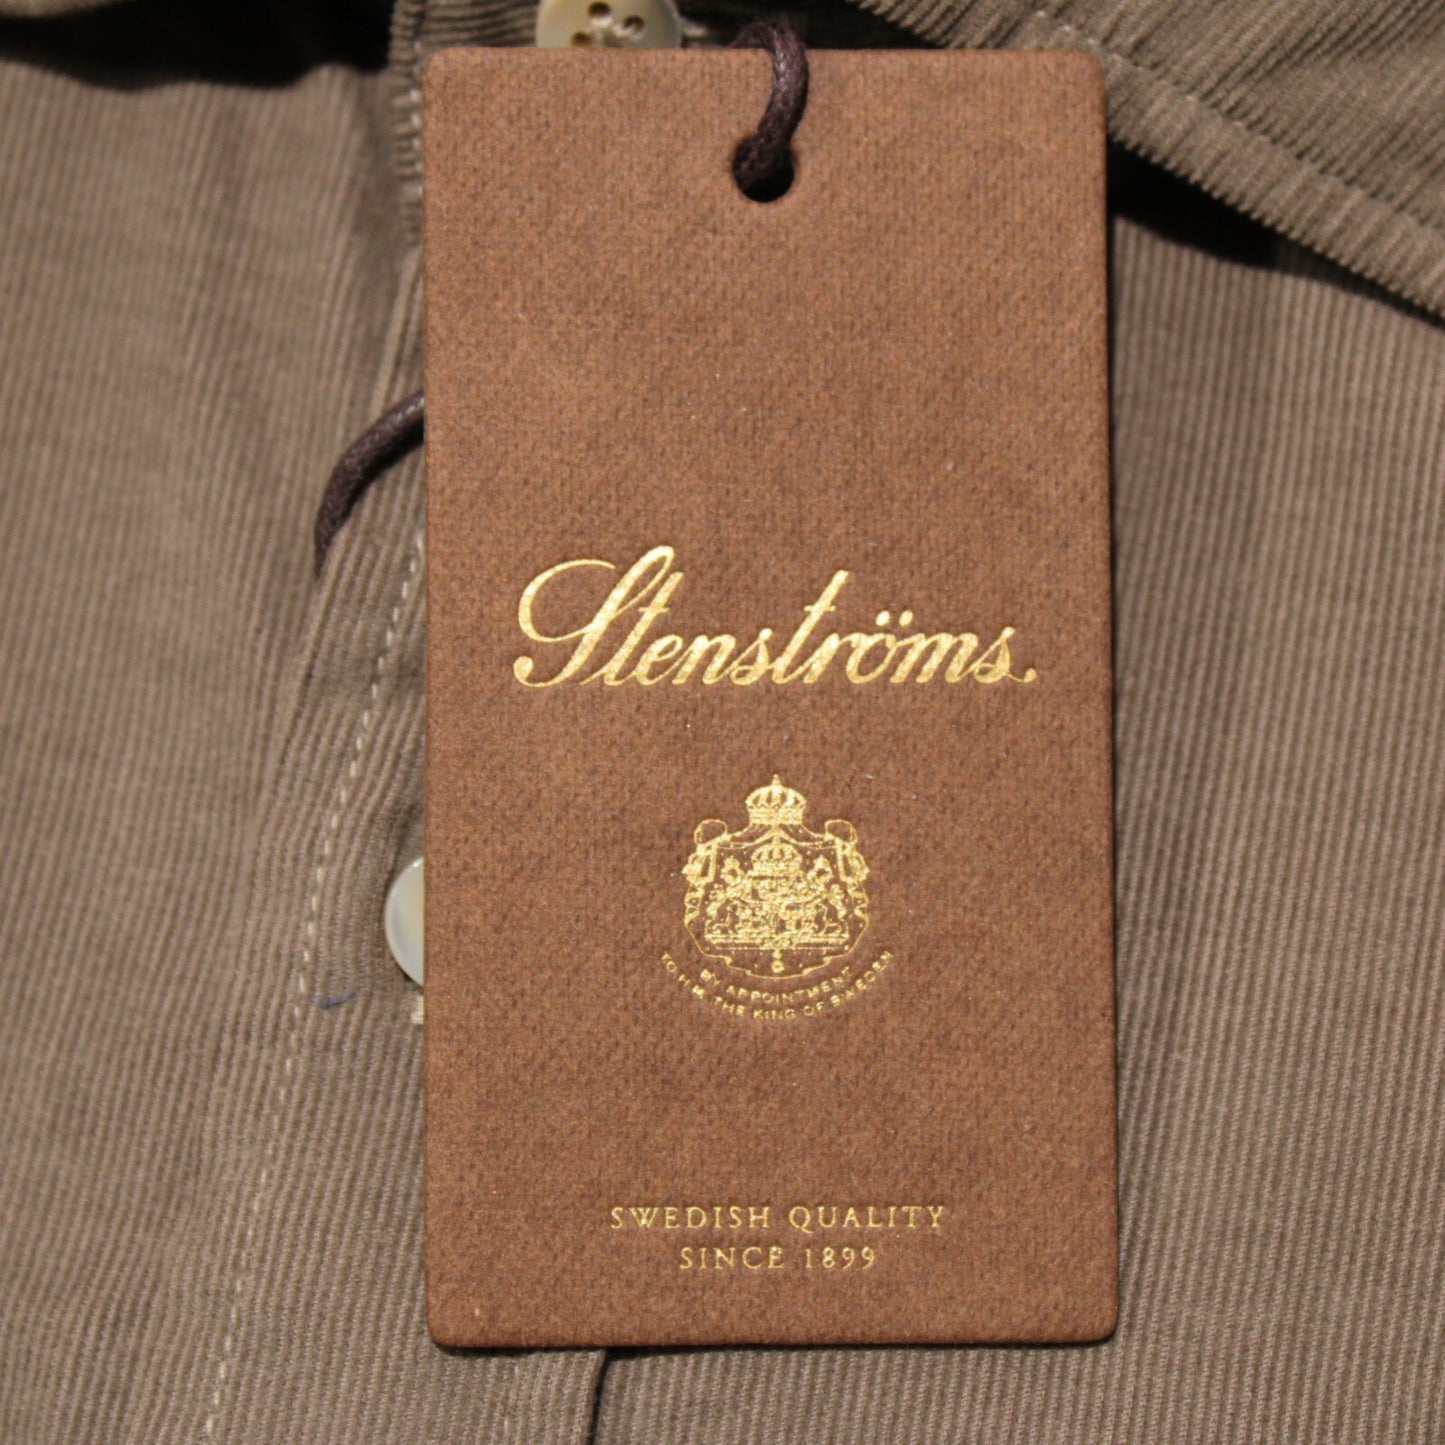 Stenströms.
BY APPOINTMENT
TO H.M. THE KING OF SWEDEN
SWEDISH QUALITY
SINCE 1899